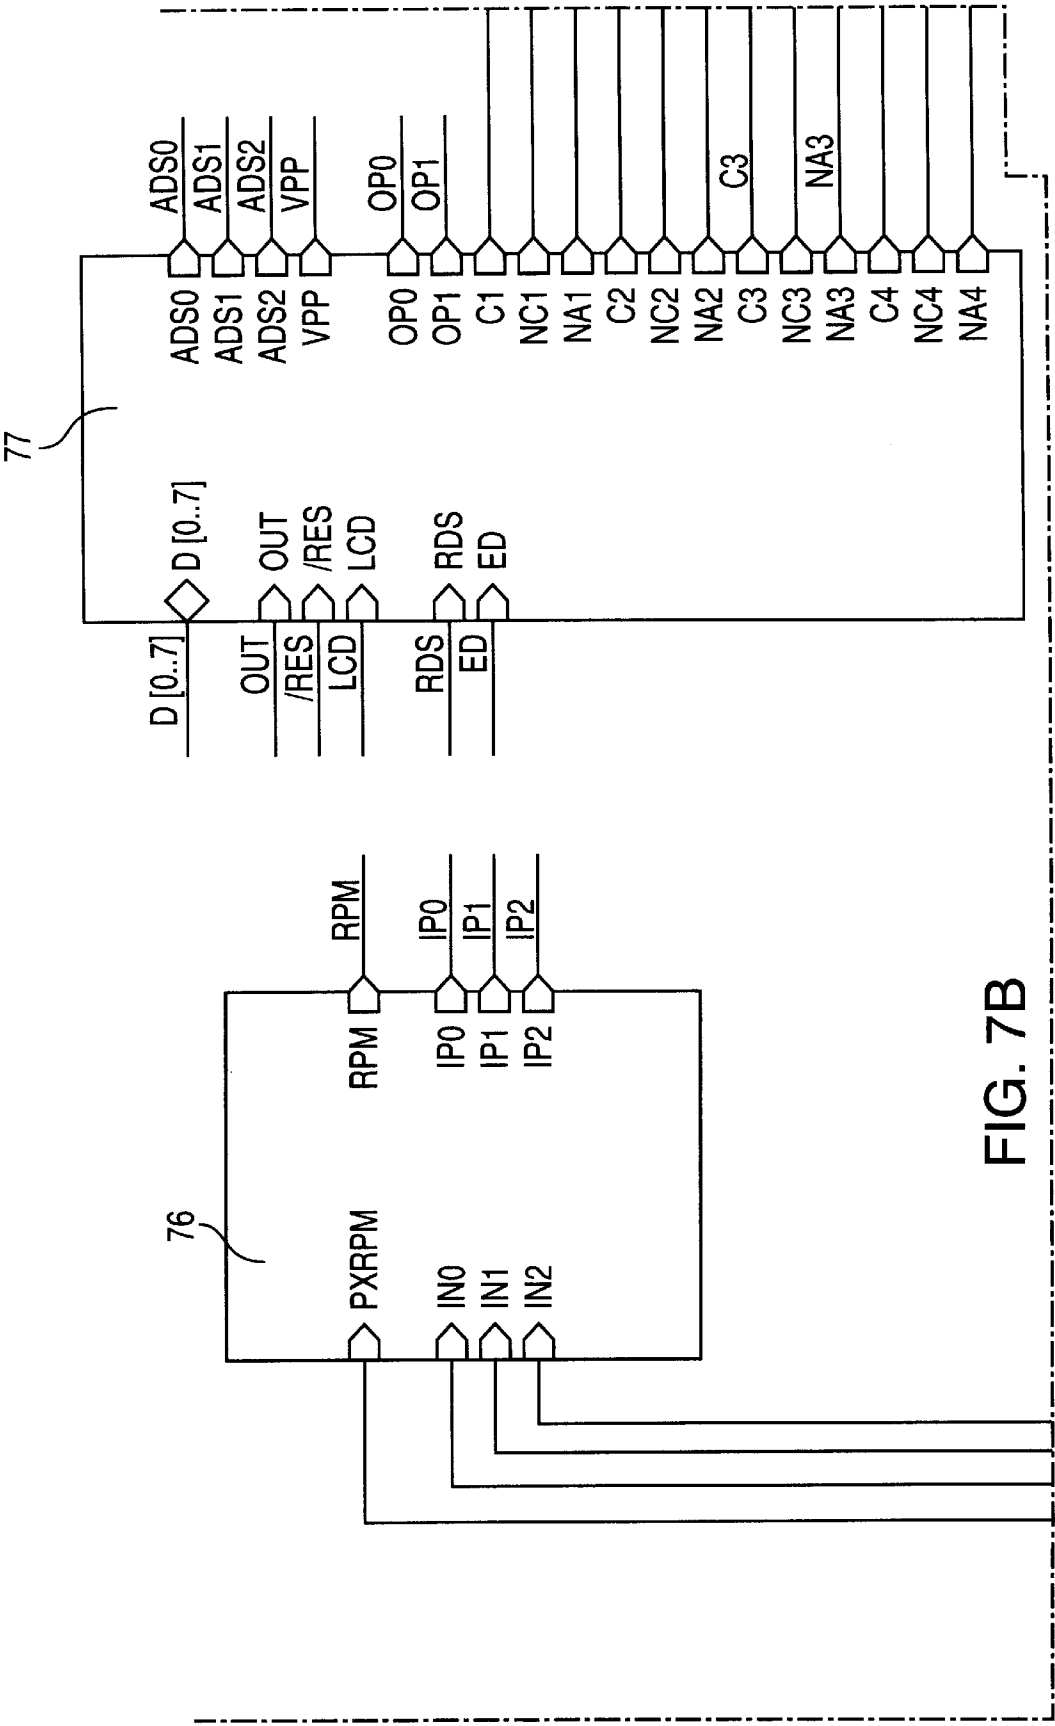 76
PXRPM
IN0
IN1
IN2
RPM
IP0
IP1
IP2
RPM
IP0
IP1
IP2
77
D [0..7]
OUT
/RES
LCD
RDS
ED
D [0..7]
OUT
/RES
LCD
RDS
ED
ADS0
ADS1
ADS2
VPP
OP0
OP1
C1
NC1
NA1
C2
NC2
NA2
C3
NC3
NA3
C4
NC4
NA4
ADS0
ADS1
ADS2
VPP
OP0
OP1
C3
NA3
FIG. 7B